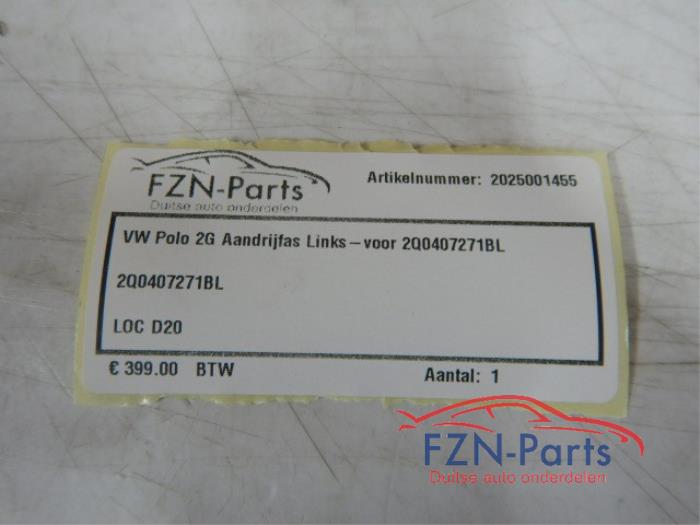 FZN-Parts
Duitse auto onderdelen
Artikelnummer: 2025001455
VW Polo 2G Aandrijfas Links-voor 2Q0407271BL
2Q0407271BL
LOC D20
€ 399.00 BTW
Aantal: 1
FZN-Parts
Duitse auto onderdelen